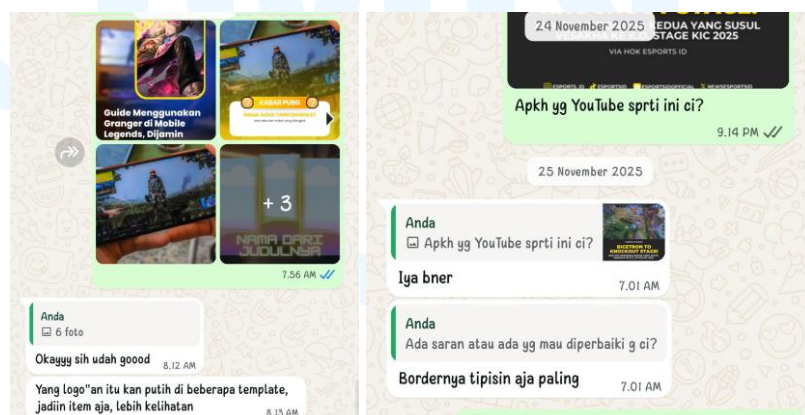 Guide Menggunakan
Granger di Mobile
Legends, Dijamin
KABAR PUBG
+ 3
NAMA DARI
JUDULNYA
7.56 AM
Anda
6 foto
Okayyy sih udah goood
8.12 AM
Yang logo"an itu kan putih di beberapa template,
jadiin item aja, lebih kelihatan
8.13 AM
24 November 2025
KEDUA YANG SUSUL
STAGE KIC 2025
VIA HOK ESPORTS ID
Apkh yg YouTube sprti ini ci?
9.14 PM
25 November 2025
Anda
Apkh yg YouTube sprti ini ci?
BIGETRON TO
KNOCKOUT STAGE!
Iya bner
7.01 AM
Anda
Ada saran atau ada yg mau diperbaiki g ci?
Bordernya tipisin aja paling
7.01 AM